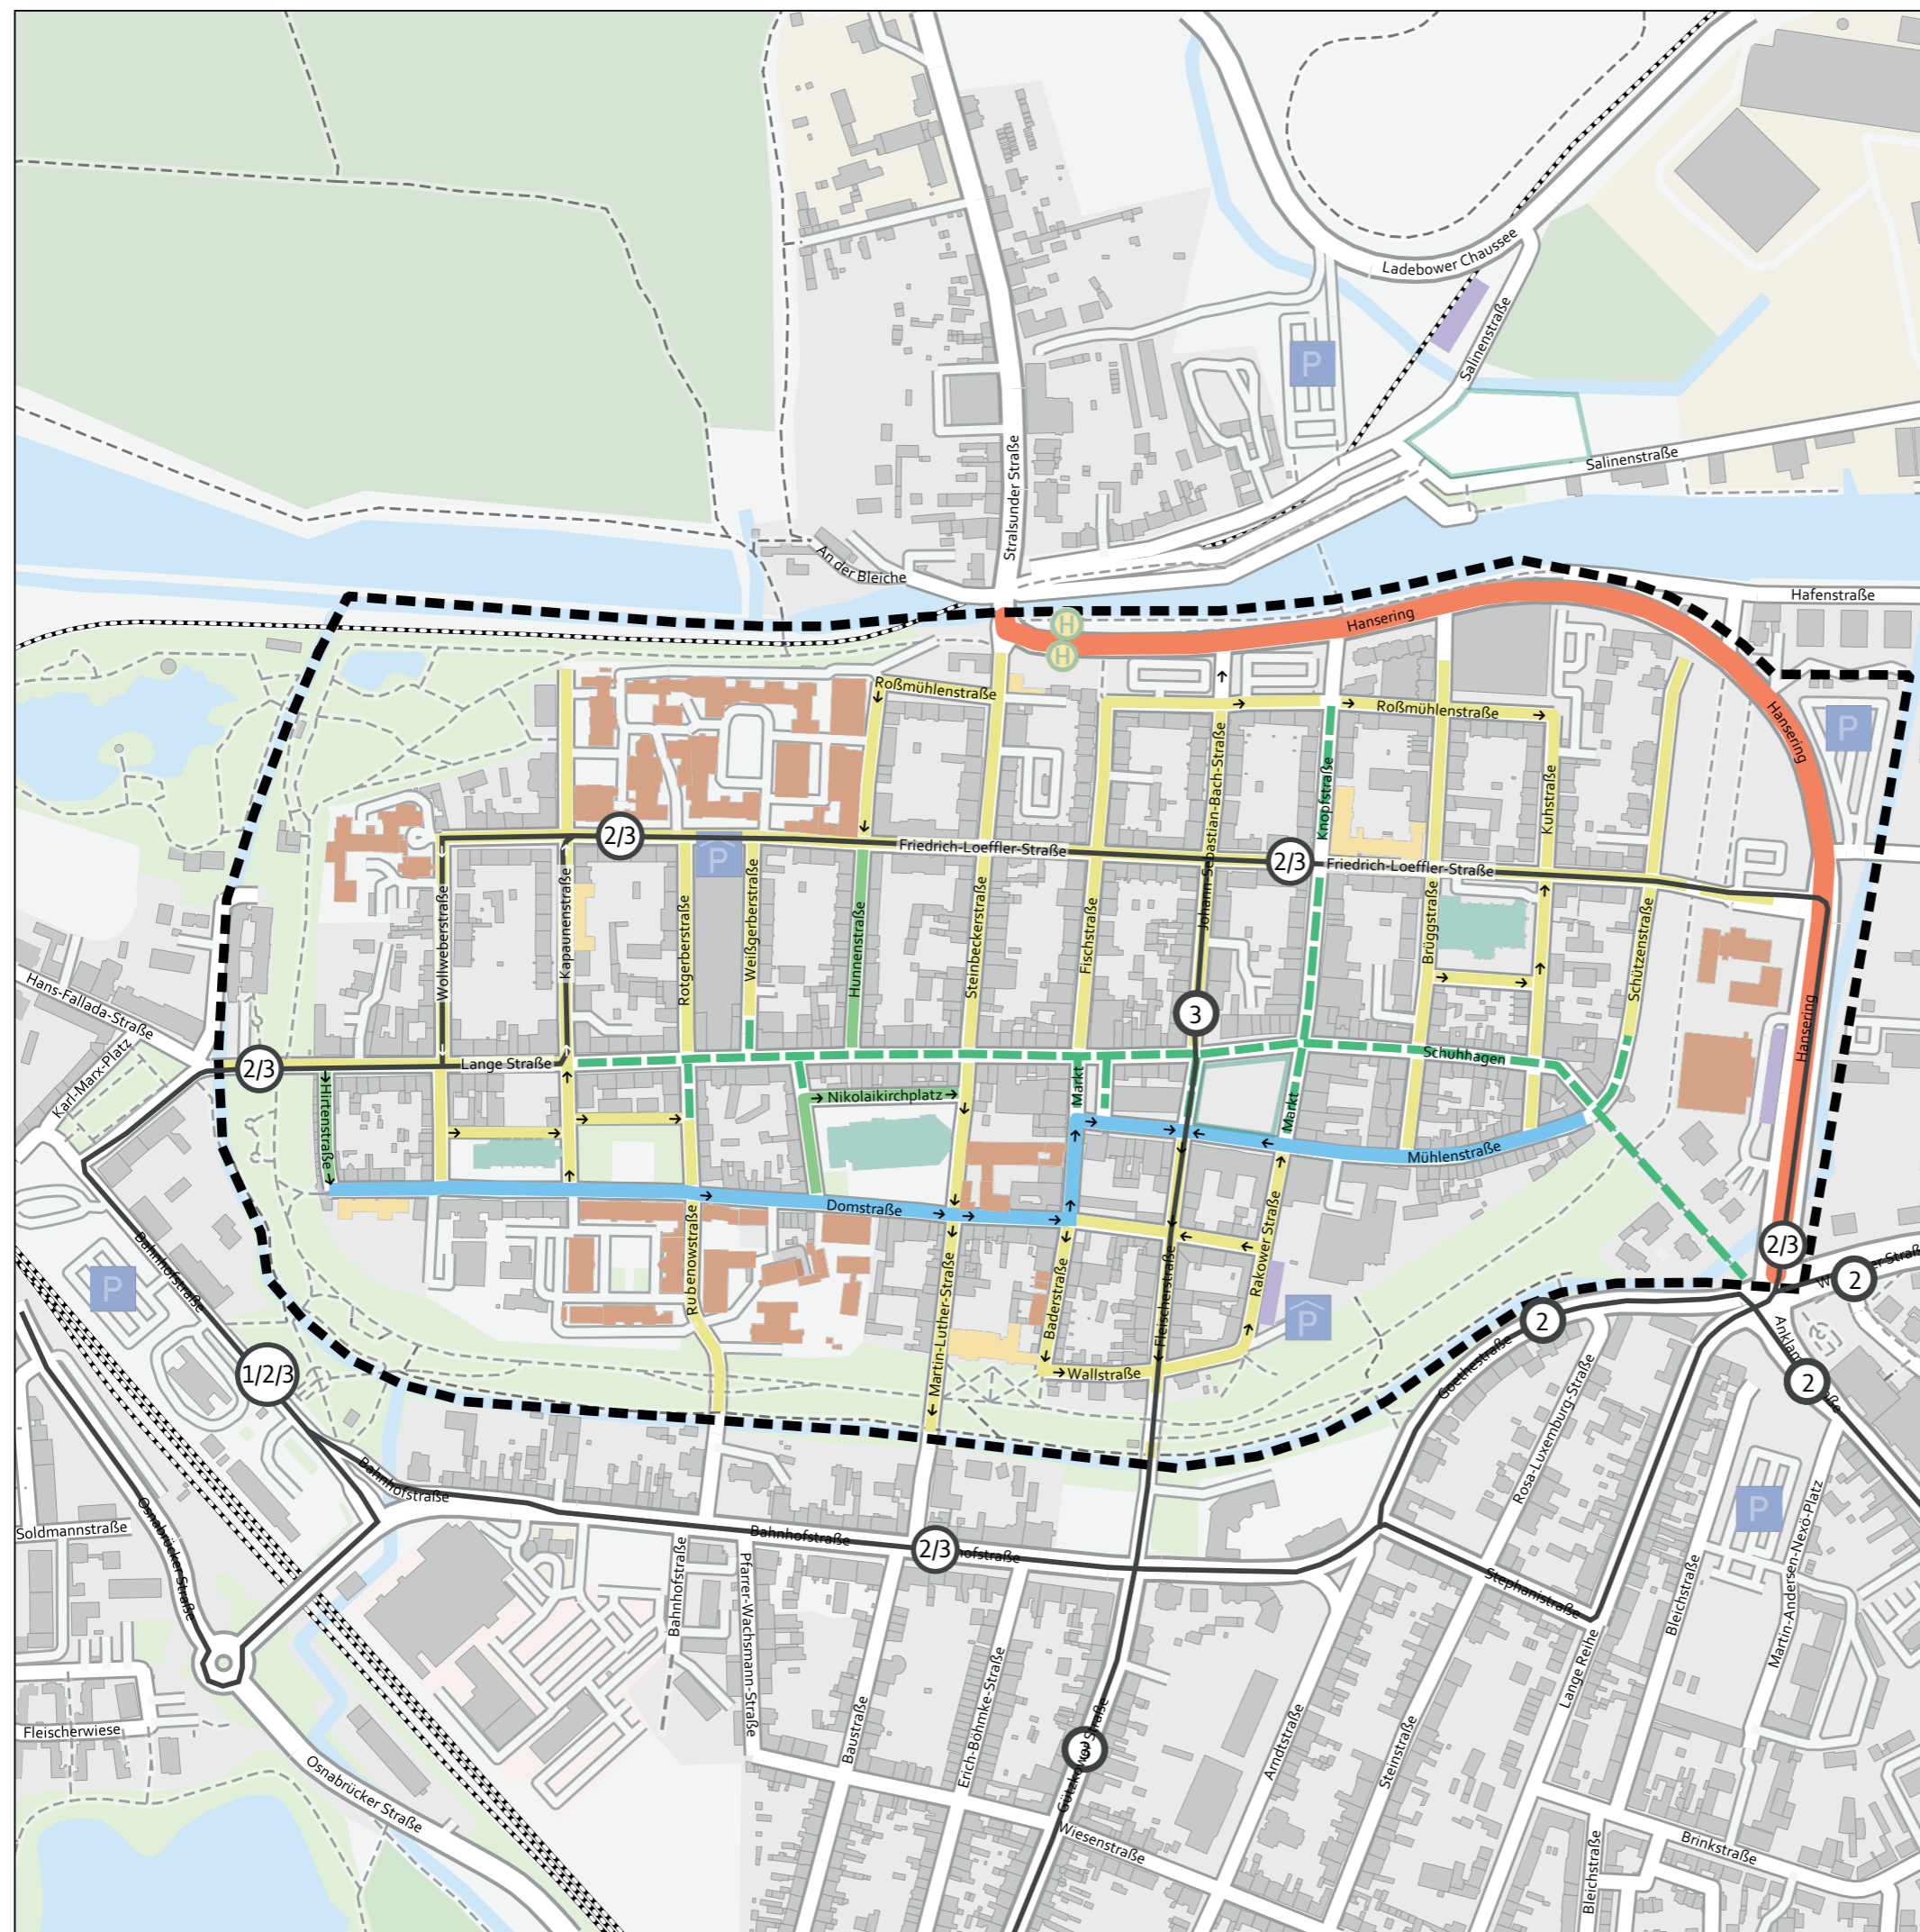 Ladebower Chaussee
Salinenstraße
P
Salinenstraße
Stralsunder Straße
An der Bleiche
Hafenstraße
H
H
Hansering
Roßmühlenstraße
Roßmühlenstraße
Hansering
P
Johann-Sebastian-Bach-Straße
Knopfstraße
Kuhstraße
2/3
P
Friedrich-Loeffler-Straße
2/3
Friedrich-Loeffler-Straße
Wollweberstraße
Kapaunenstraße
Rotgerberstraße
Weißgerberstraße
Hunnenstraße
Steinbeckerstraße
Fischstraße
Brüggstraße
Schützenstraße
Hans-Fallada-Straße
Karl-Marx-Platz
3
Hansering
2/3
Lange Straße
Schuhhagen
Hirtenstraße
Nikolaikirchplatz
Markt
Markt
Mühlenstraße
Domstraße
Bahnhofstraße
P
Rubenowstraße
Martin-Luther-Straße
Baderstraße
Fleischerstraße
Rakower Straße
Wallstraße
P
2/3
2
2
2
Goethestraße
1/2/3
Rosa-Luxemburg-Straße
Bahnhofstraße
Osnabrücker Straße
Soldmannstraße
Bahnhofstraße
2/3
Bahnhofstraße
Pfarrer-Wachsmann-Straße
Stephanistraße
P
Bleichstraße
Martin-Andersen-Nexö-Platz
Lange Reihe
Fleischerwiese
Osnabrücker Straße
Baustraße
Erich-Böhmke-Straße
3
Gützkower Straße
Arndtstraße
Steinstraße
Wiesenstraße
Bleichstraße
Brinkstraße